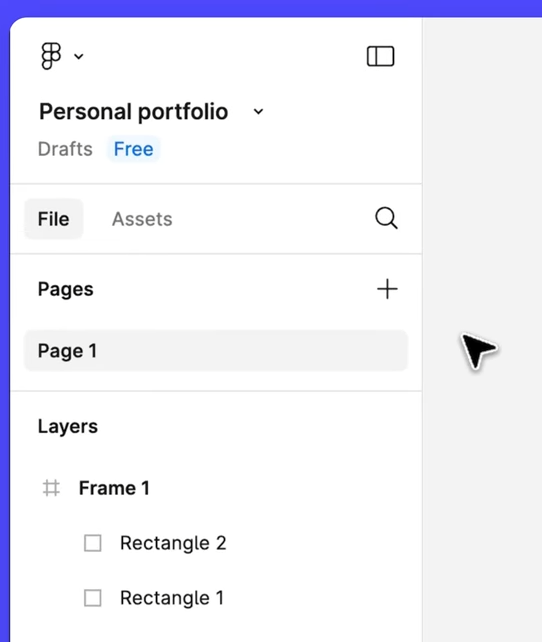 Personal portfolio
Drafts Free
File Assets
Pages
Page 1
Layers
Frame 1
Rectangle 2
Rectangle 1